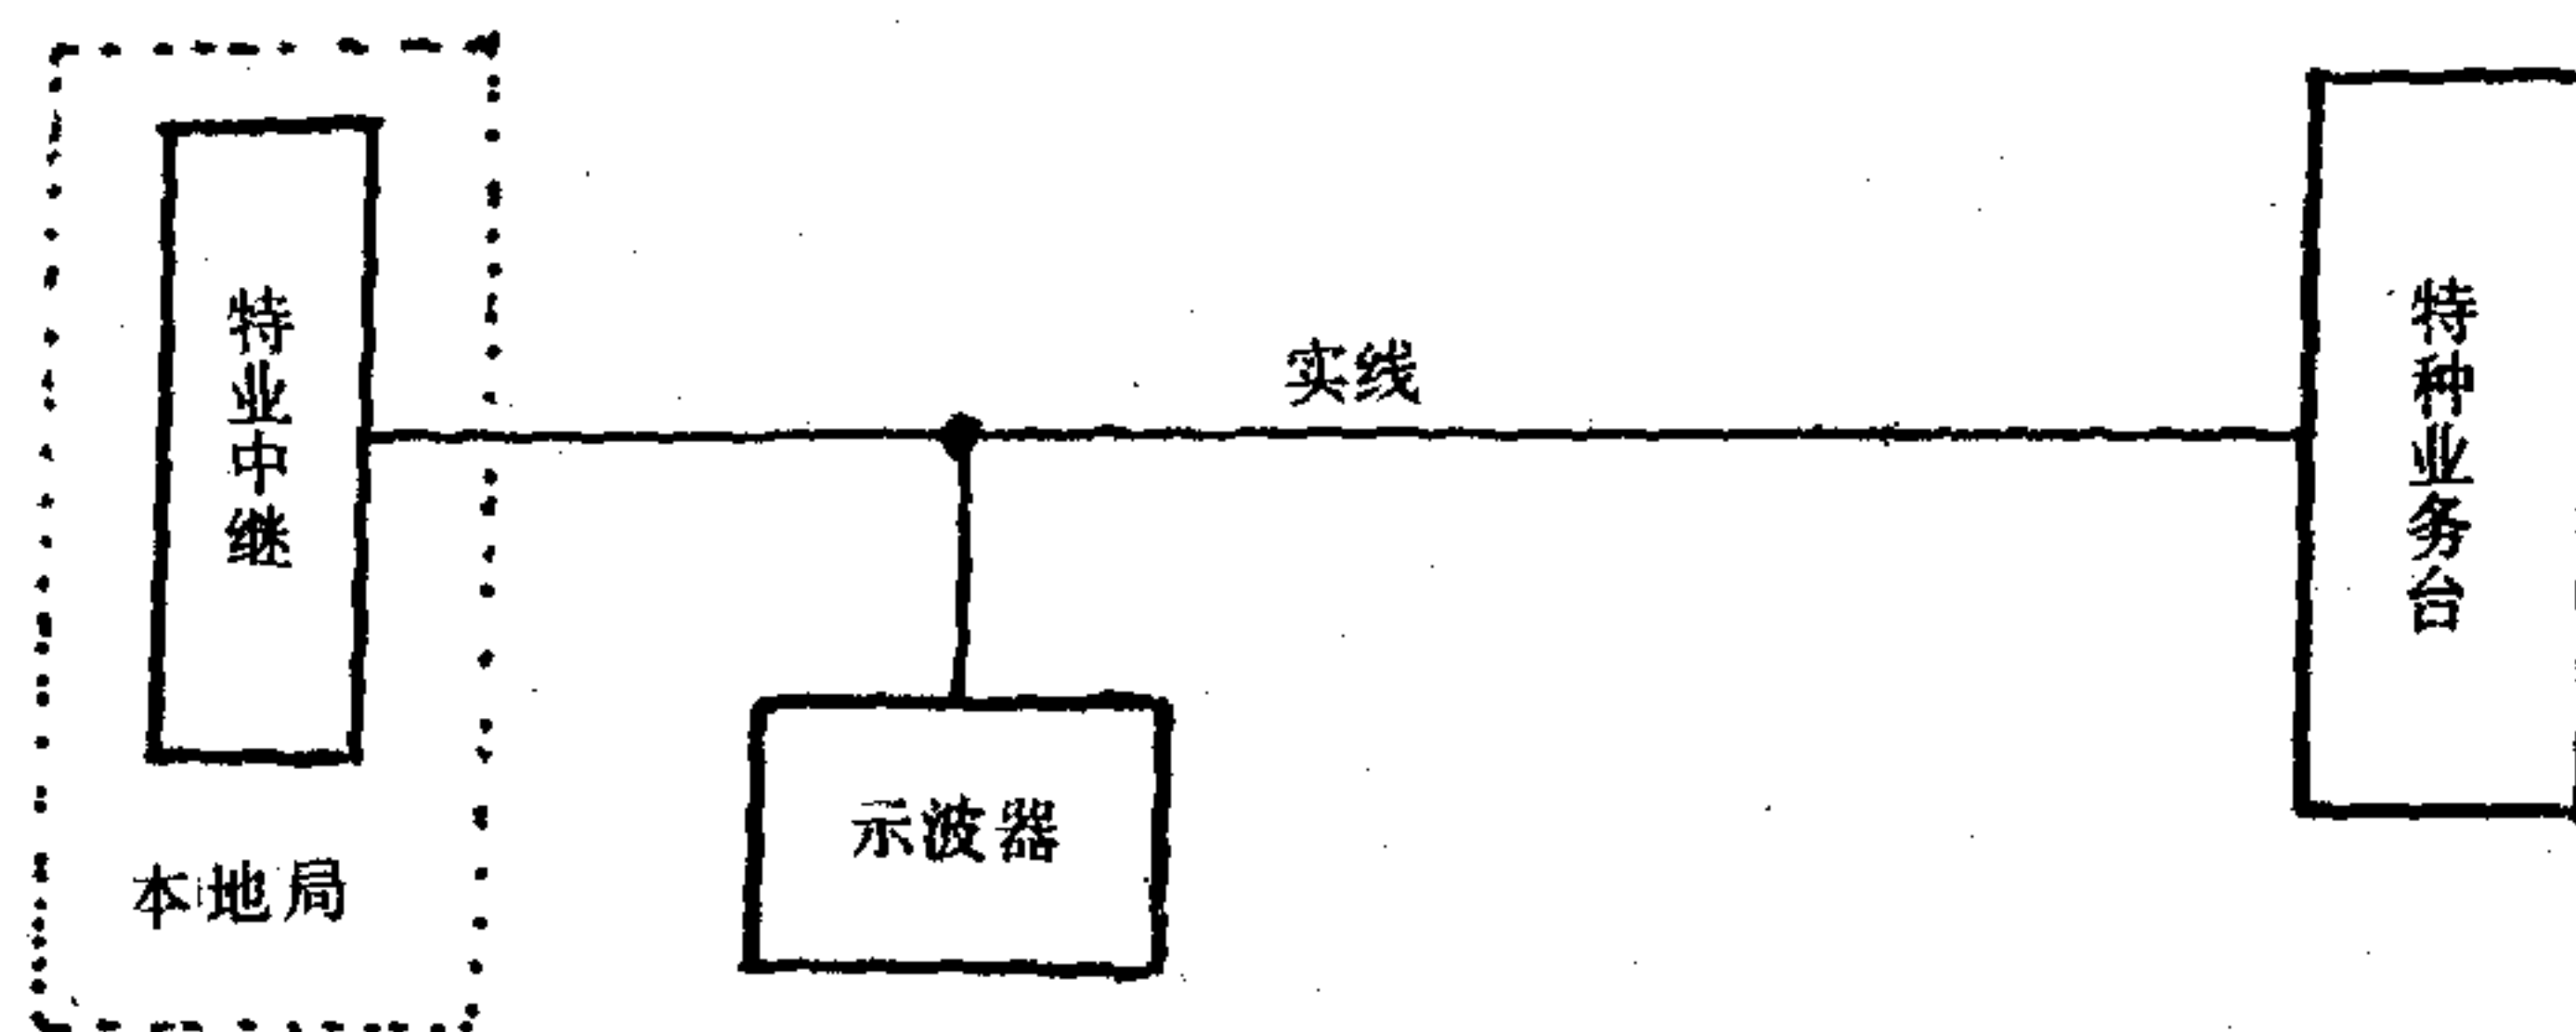 特业中继
实线
特种业务台
示波器
本地局